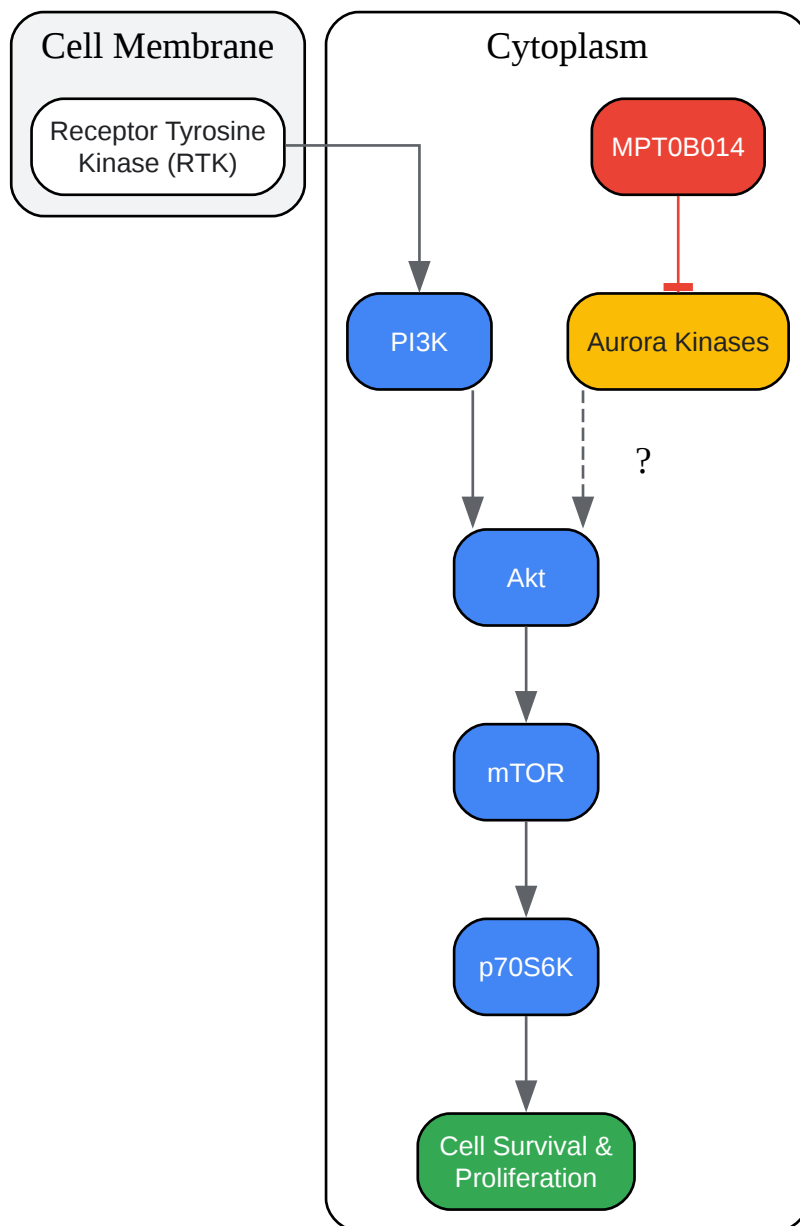 Cell Membrane
Cytoplasm
Receptor Tyrosine
Kinase (RTK)
MPT0B014
PI3K
Aurora Kinases
?
Akt
mTOR
p70S6K
Cell Survival &
Proliferation